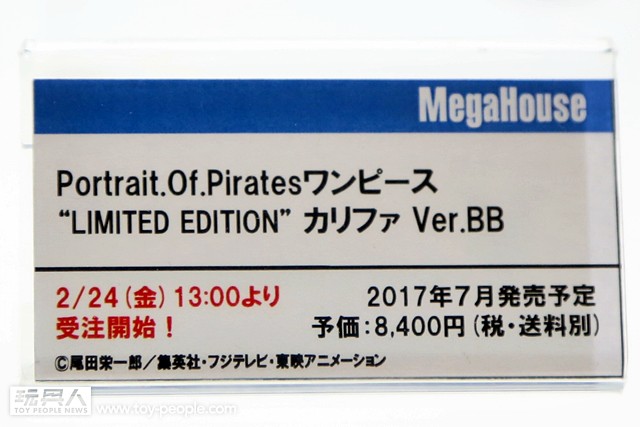 MegaHouse
Portrait.Of.Piratesワンピース
“LIMITED EDITION” カリファ Ver.BB
2/24(金)13:00より
受注開始！
2017年7月発売予定
予価:8,400円(税・送料別)
©尾田栄一郎／集英社・フジテレビ・東映アニメーション
玩具人
TOY PEOPLE NEWS
www.toy-people.com